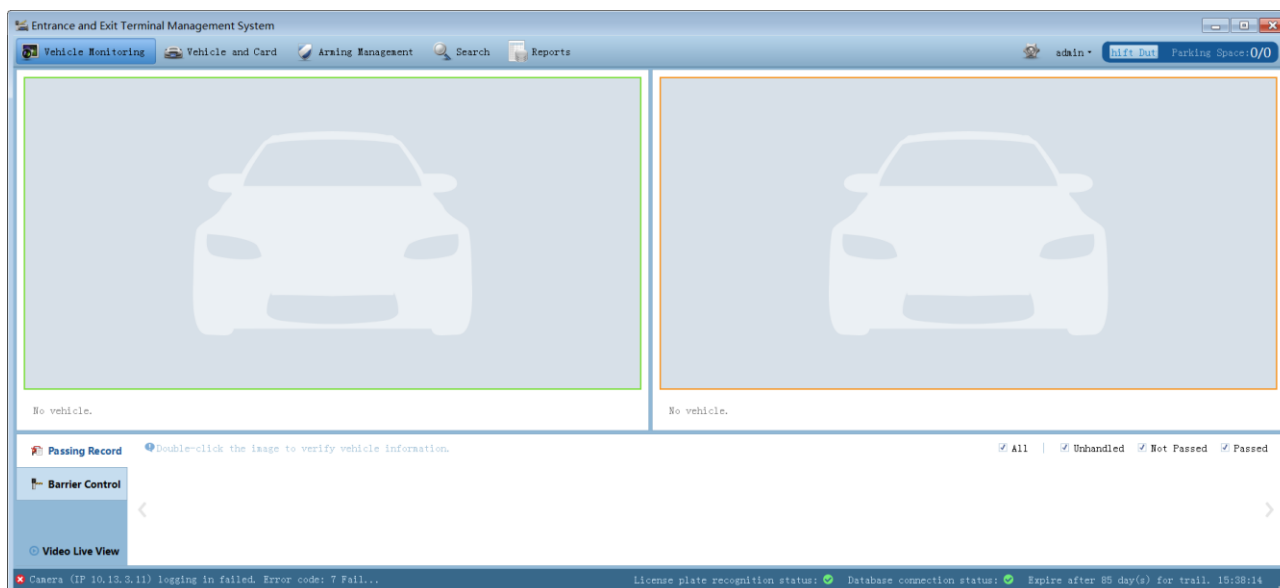 Entrance and Exit Terminal Management System
Vehicle Monitoring Vehicle and Card Arming Management Search Reports admin hift Dut Parking Space:0/0
No vehicle. No vehicle.
Passing Record Double-click the image to verify vehicle information. All Unhandled Not Passed Passed
Barrier Control
Video Live View
Camera (IP 10.13.3.11) logging in failed. Error code: 7 Fail... License plate recognition status: Database connection status: Expire after 85 day(s) for trail. 15:38:14